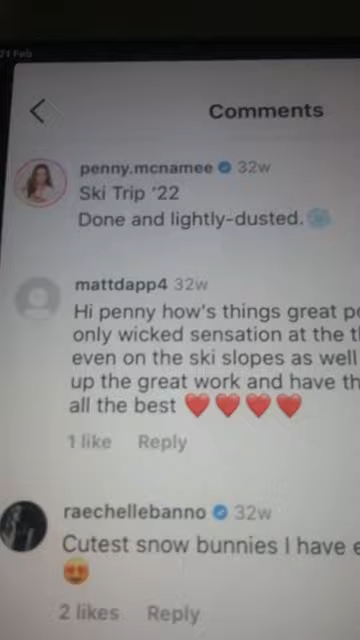 21 Feb
Comments
penny.mcnamee 32w
Ski Trip '22
Done and lightly-dusted.
mattdapp4 32w
Hi penny how's things great
only wicked sensation at the
even on the ski slopes as well
up the great work and have
all the best ❤️❤️❤️❤️
1 like Reply
raechellebanno 32w
Cutest snow bunnies I have
😍
2 likes Reply